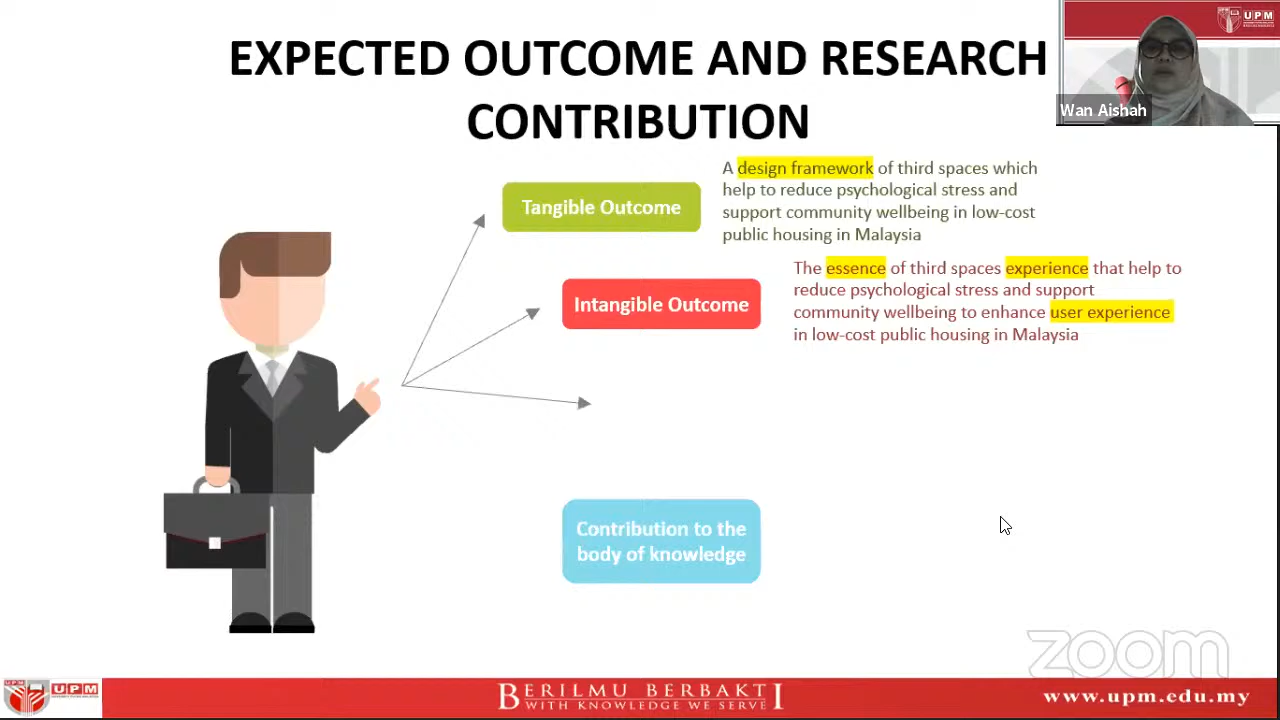 EXPECTED OUTCOME AND RESEARCH
CONTRIBUTION
UPM
Wan Aishah
Tangible Outcome
A design framework of third spaces which
help to reduce psychological stress and
support community wellbeing in low-cost
public housing in Malaysia
Intangible Outcome
The essence of third spaces experience that help to
reduce psychological stress and support
community wellbeing to enhance user experience
in low-cost public housing in Malaysia
Contribution to the
body of knowledge
zoom
UPM
BERILMU BERBAKTI
WITH KNOWLEDGE WE SERVE
www.upm.edu.my